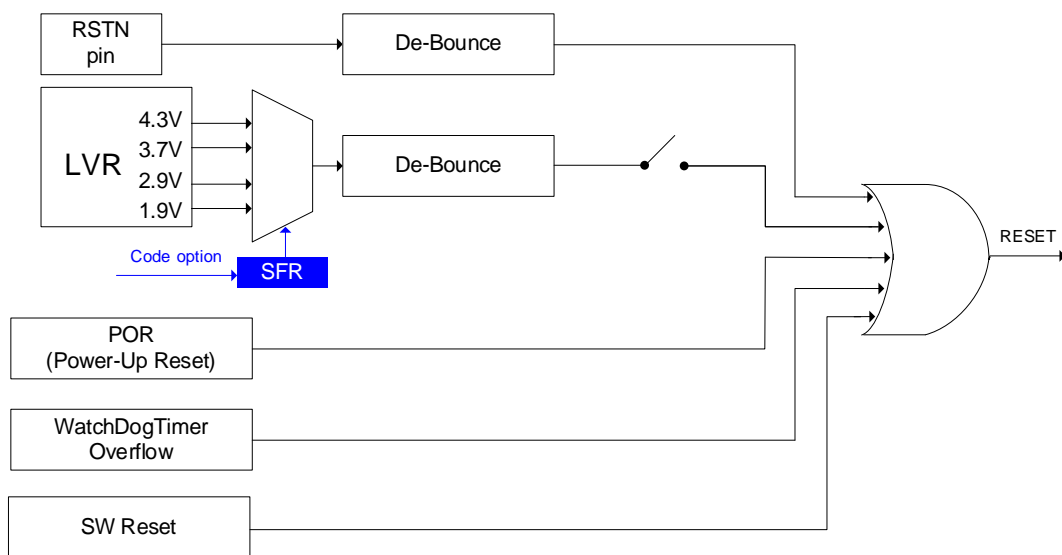 RSTN
pin
De-Bounce
LVR
4.3V
3.7V
2.9V
1.9V
De-Bounce
Code option
SFR
RESET
POR
(Power-Up Reset)
WatchDogTimer
Overflow
SW Reset